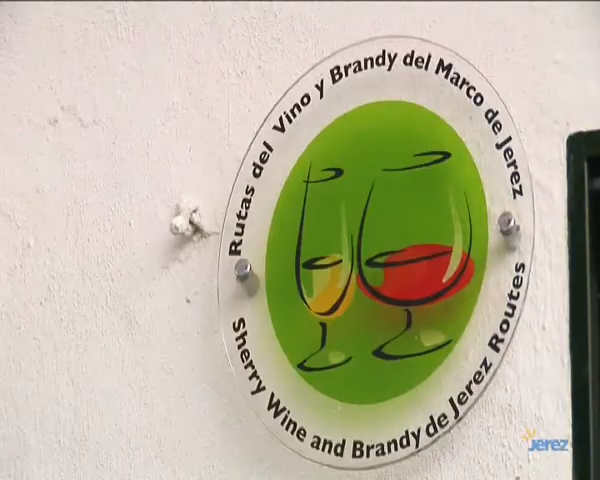 Rutas del Vino y Brandy del Marco de Jerez
Sherry Wine and Brandy de Jerez Routes
Jerez